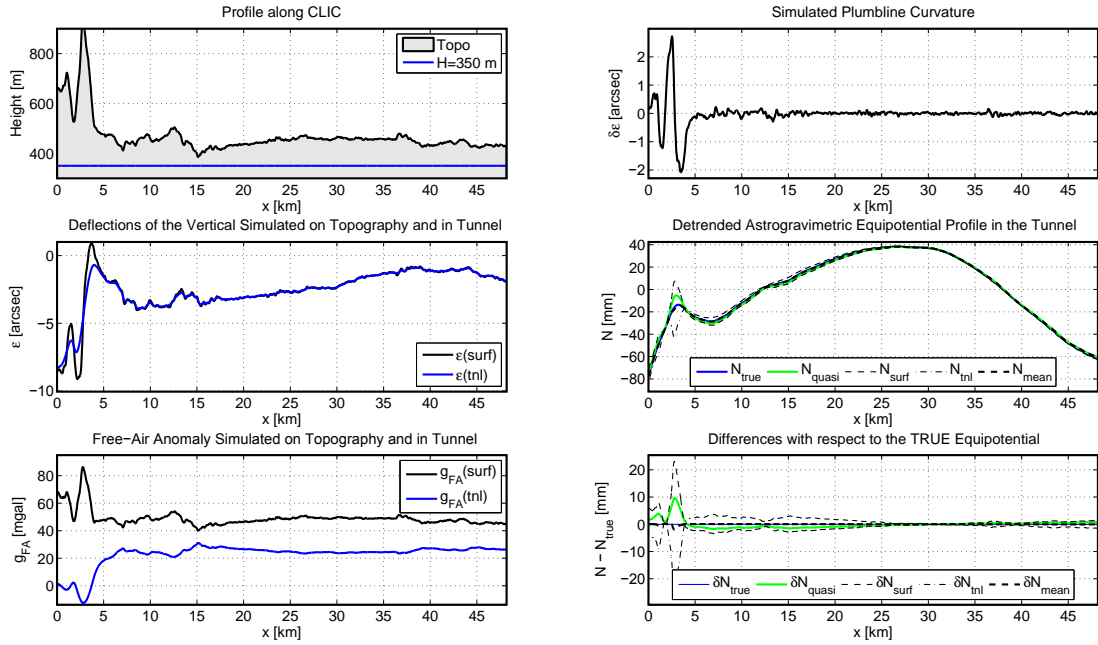 Profile along CLIC
Height [m]
800
600
400
Topo
H=350 m
0 5 10 15 20 25 30 35 40 45
x [km]
Simulated Plumbline Curvature
δε [arcsec]
2
1
0
−1
−2
0 5 10 15 20 25 30 35 40 45
x [km]
Deflections of the Vertical Simulated on Topography and in Tunnel
ε [arcsec]
0
−5
−10
ε(surf)
ε(tnl)
0 5 10 15 20 25 30 35 40 45
x [km]
Detrended Astrogravimetric Equipotential Profile in the Tunnel
N [mm]
40
20
0
−20
−40
−60
−80
N_true N_quasi N_surf N_tnl N_mean
0 5 10 15 20 25 30 35 40 45
x [km]
Free−Air Anomaly Simulated on Topography and in Tunnel
g_FA [mgal]
80
60
40
20
0
g_FA(surf)
g_FA(tnl)
0 5 10 15 20 25 30 35 40 45
x [km]
Differences with respect to the TRUE Equipotential
N − N_true [mm]
20
10
0
−10
−20
δN_true δN_quasi δN_surf δN_tnl δN_mean
0 5 10 15 20 25 30 35 40 45
x [km]